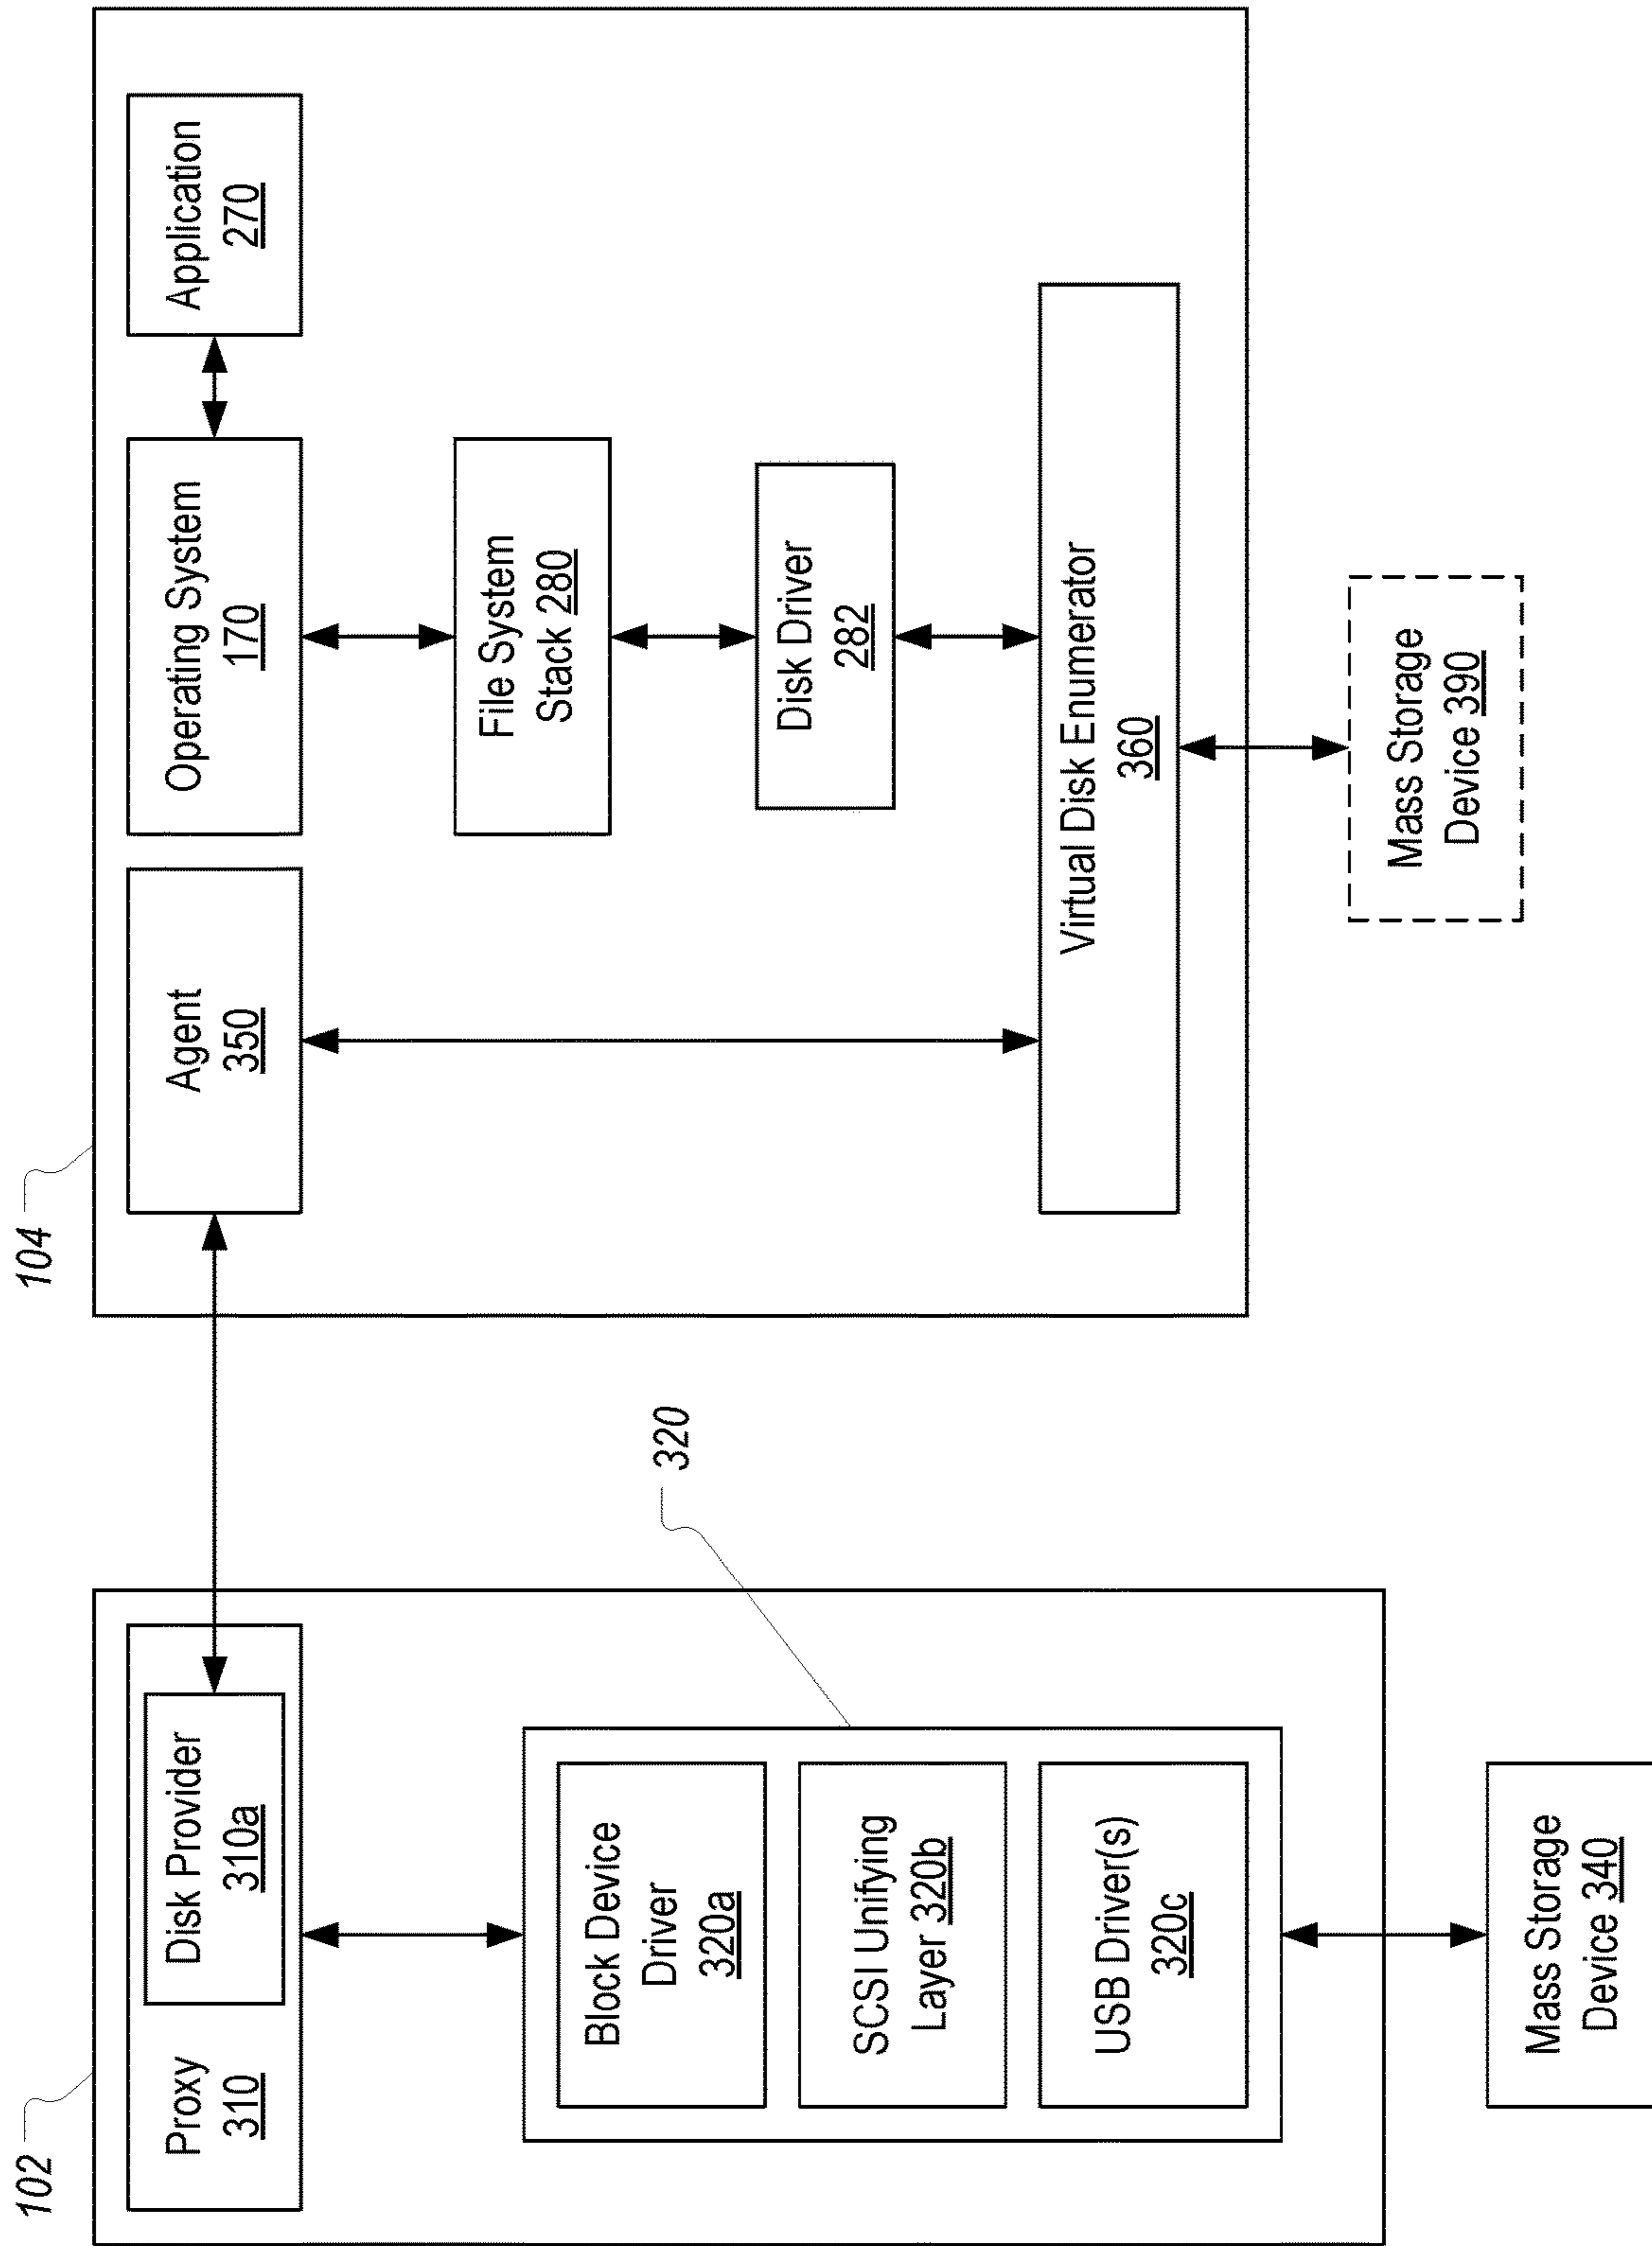 102
Proxy
310
Disk Provider
310a
Block Device
Driver
320a
SCSI Unifying
Layer 320b
USB Driver(s)
320c
320
Mass Storage
Device 340
104
Agent
350
Operating System
170
Application
270
File System
Stack 280
Disk Driver
282
Virtual Disk Enumerator
360
Mass Storage
Device 390